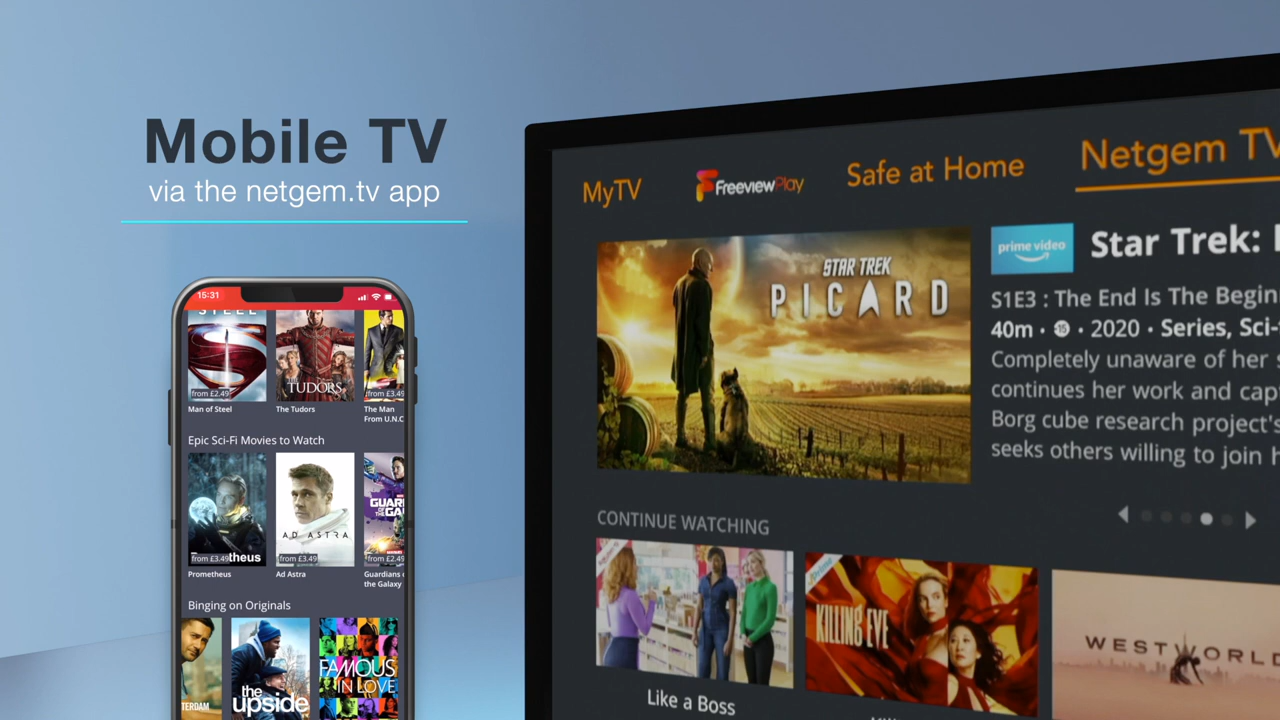 Mobile TV
via the netgem.tv app
15:31
STEEL
TUDORS
from £2.49
from £3.49
Man of Steel
The Tudors
The Man
From U.N.C
Epic Sci-Fi Movies to Watch
AD ASTRA
GUAR
OF THE GA
from £3.49
theus
from £3.49
from £2.49
Prometheus
Ad Astra
Guardians
the Galaxy
Binging on Originals
TERDAM
the
upside
FAMOUS
IN LOVE
MyTV
FreeviewPlay
Safe at Home
Netgem TV
STAR TREK
PICARD
prime video
Star Trek:
S1E3 : The End Is The Begin
40m · 15 · 2020 · Series, Sci-
Completely unaware of her
continues her work and cap
Borg cube research project's
seeks others willing to join
CONTINUE WATCHING
KILLING EVE
WESTWORLD
Like a Boss